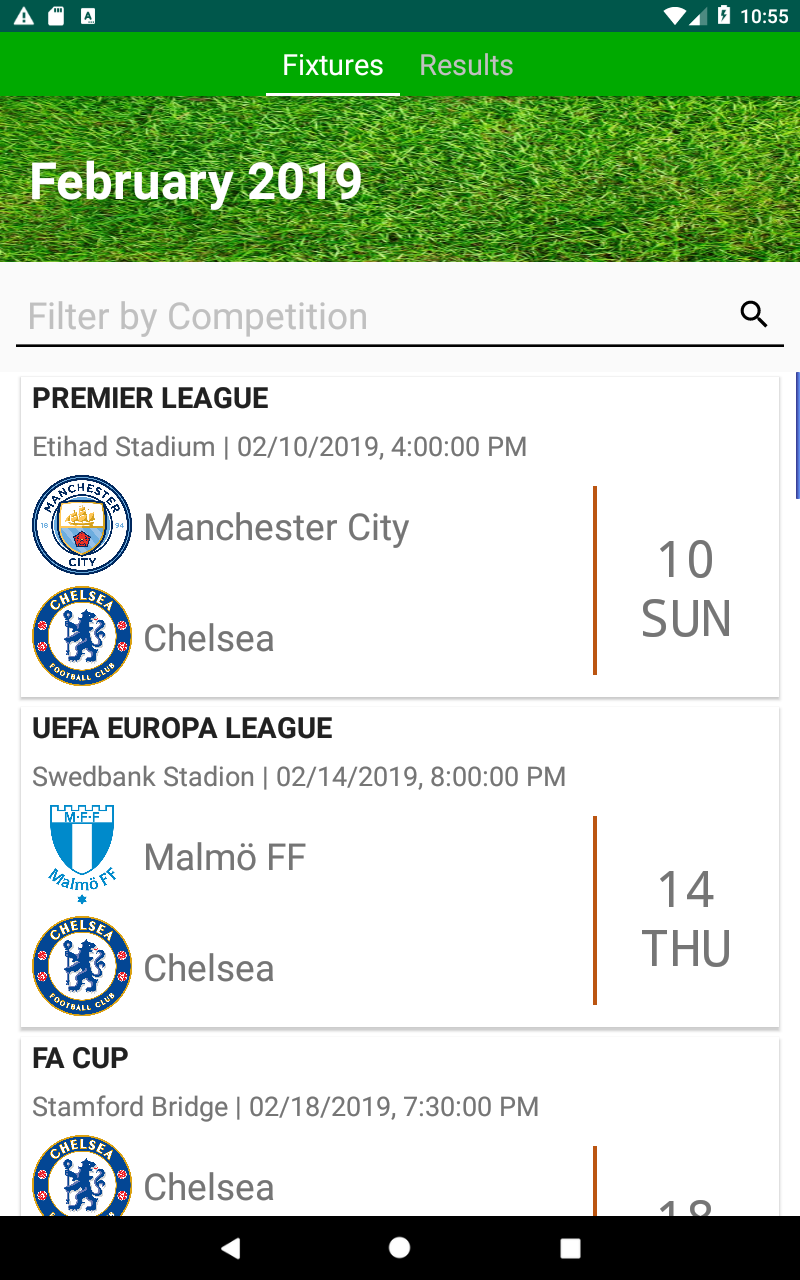 10:55
Fixtures Results
February 2019
Filter by Competition
PREMIER LEAGUE
Etihad Stadium | 02/10/2019, 4:00:00 PM
MANCHESTER
18 94
CITY
Manchester City
10
SUN
CHELSEA
FOOTBALL CLUB
Chelsea
UEFA EUROPA LEAGUE
Swedbank Stadion | 02/14/2019, 8:00:00 PM
M·F·F
Malmö FF
Malmö FF
14
THU
CHELSEA
FOOTBALL CLUB
Chelsea
FA CUP
Stamford Bridge | 02/18/2019, 7:30:00 PM
CHELSEA
Chelsea
18